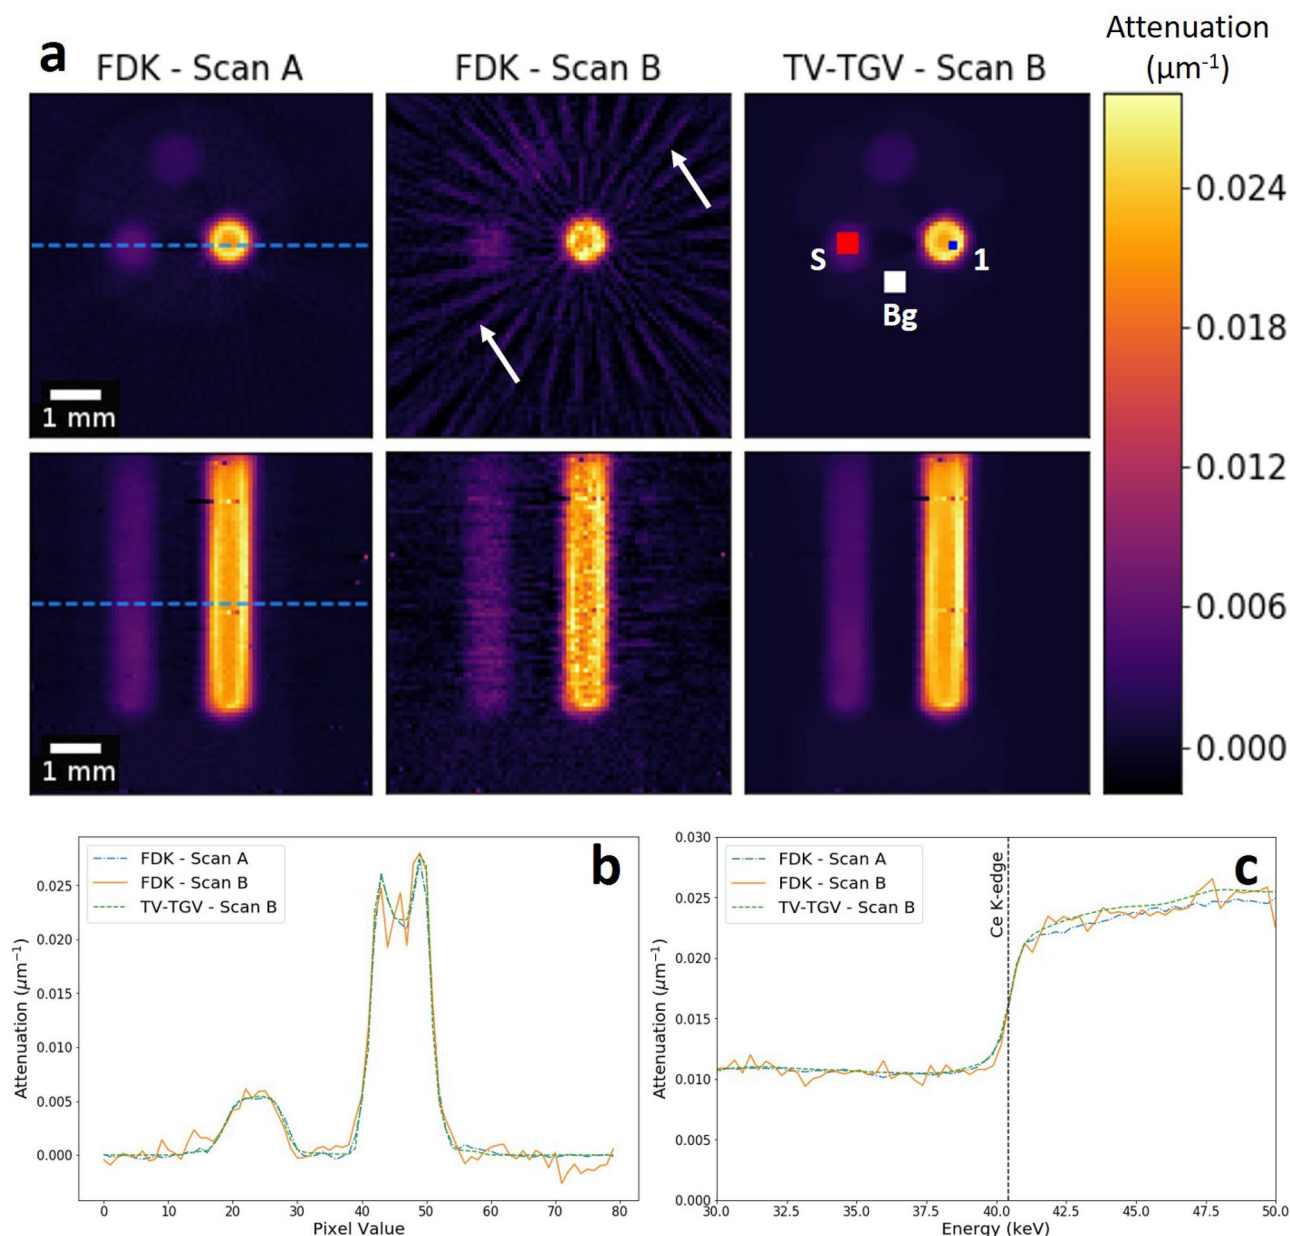 a
FDK - Scan A
FDK - Scan B
TV-TGV - Scan B
Attenuation
(μm⁻¹)
S
1
Bg
1 mm
1 mm
0.024
0.018
0.012
0.006
0.000
b
FDK - Scan A
FDK - Scan B
TV-TGV - Scan B
Attenuation (μm⁻¹)
0.025
0.020
0.015
0.010
0.005
0.000
0 10 20 30 40 50 60 70 80
Pixel Value
c
FDK - Scan A
FDK - Scan B
TV-TGV - Scan B
Ce K-edge
Attenuation (μm⁻¹)
0.030
0.025
0.020
0.015
0.010
0.005
0.000
30.0 32.5 35.0 37.5 40.0 42.5 45.0 47.5 50.0
Energy (keV)